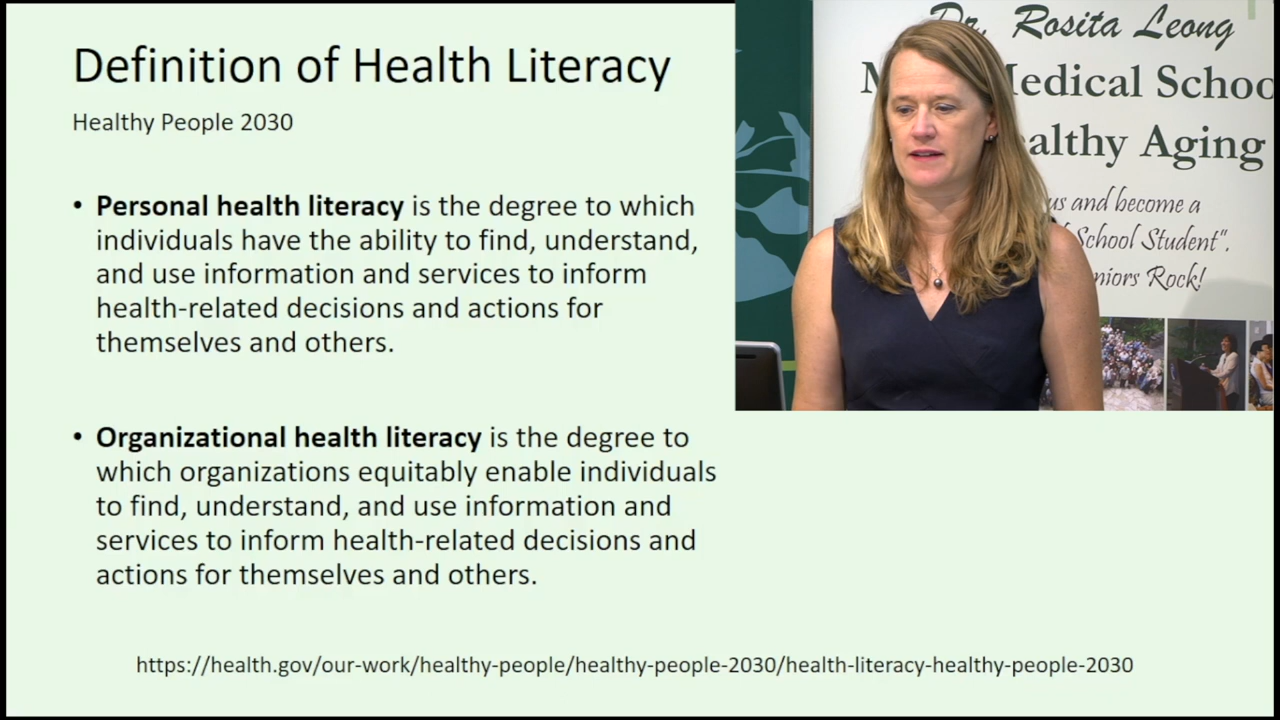 Definition of Health Literacy
Healthy People 2030
• Personal health literacy is the degree to which
individuals have the ability to find, understand,
and use information and services to inform
health-related decisions and actions for
themselves and others.
• Organizational health literacy is the degree to
which organizations equitably enable individuals
to find, understand, and use information and
services to inform health-related decisions and
actions for themselves and others.
https://health.gov/our-work/healthy-people/healthy-people-2030/health-literacy-healthy-people-2030
Dr. Rosita Leong
Aging
us and become a
School Student".
Rock!